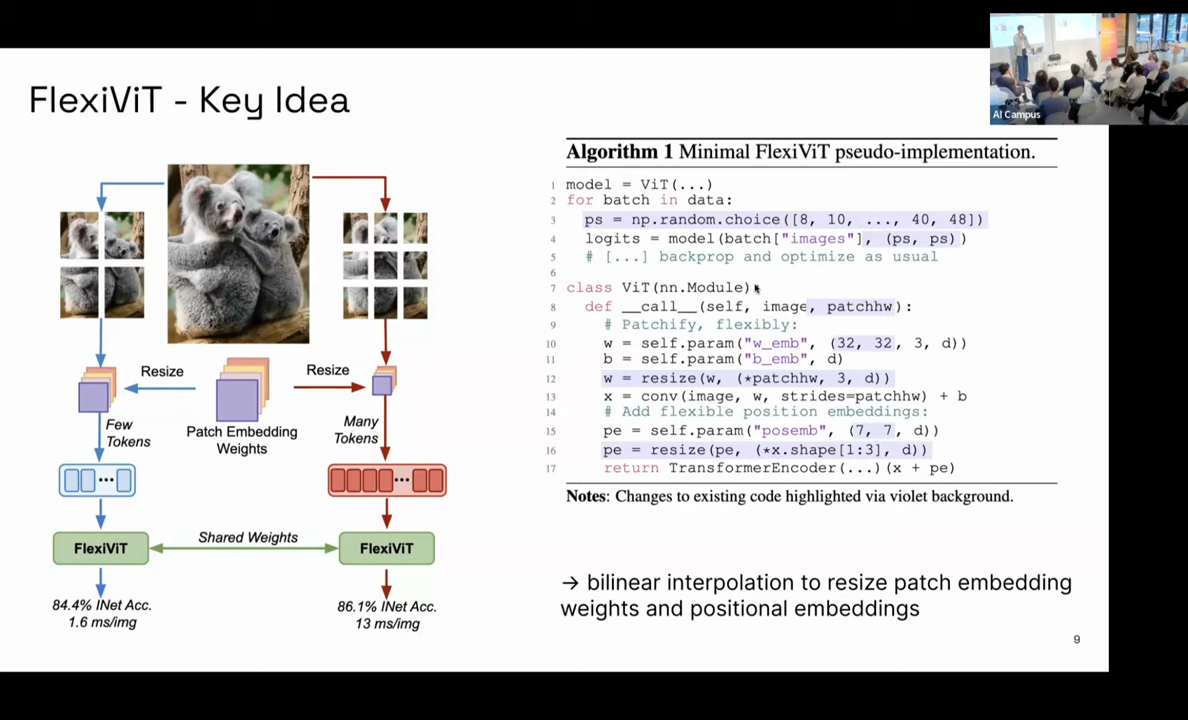 AI Campus
FlexiViT - Key Idea
Resize
Resize
Few
Tokens
Patch Embedding
Weights
Many
Tokens
...
...
FlexiViT
Shared Weights
FlexiViT
84.4% INet Acc.
1.6 ms/img
86.1% INet Acc.
13 ms/img
Algorithm 1 Minimal FlexiViT pseudo-implementation.
1 model = ViT(...)
2 for batch in data:
3 ps = np.random.choice([8, 10, ..., 40, 48])
4 logits = model(batch["images"], (ps, ps))
5 # [...] backprop and optimize as usual
6
7 class ViT(nn.Module)
8 def __call__(self, image, patchhw):
9 # Patchify, flexibly:
10 w = self.param("w_emb", (32, 32, 3, d))
11 b = self.param("b_emb", d)
12 w = resize(w, (*patchhw, 3, d))
13 x = conv(image, w, strides=patchhw) + b
14 # Add flexible position embeddings:
15 pe = self.param("posemb", (7, 7, d))
16 pe = resize(pe, (*x.shape[1:3], d))
17 return TransformerEncoder(...)(x + pe)
Notes: Changes to existing code highlighted via violet background.
→ bilinear interpolation to resize patch embedding
weights and positional embeddings
9